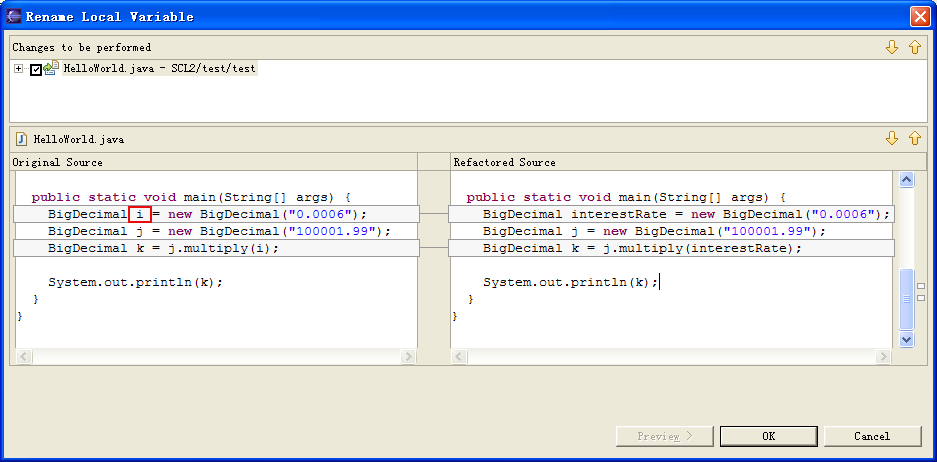 Rename Local Variable
Changes to be performed
HelloWorld.java - SCL2/test/test
HelloWorld.java
Original Source
Refactored Source
public static void main(String[] args) {
BigDecimal i = new BigDecimal("0.0006");
BigDecimal j = new BigDecimal("100001.99");
BigDecimal k = j.multiply(i);
System.out.println(k);
}
}
public static void main(String[] args) {
BigDecimal interestRate = new BigDecimal("0.0006");
BigDecimal j = new BigDecimal("100001.99");
BigDecimal k = j.multiply(interestRate);
System.out.println(k);
}
}
Preview >
OK
Cancel